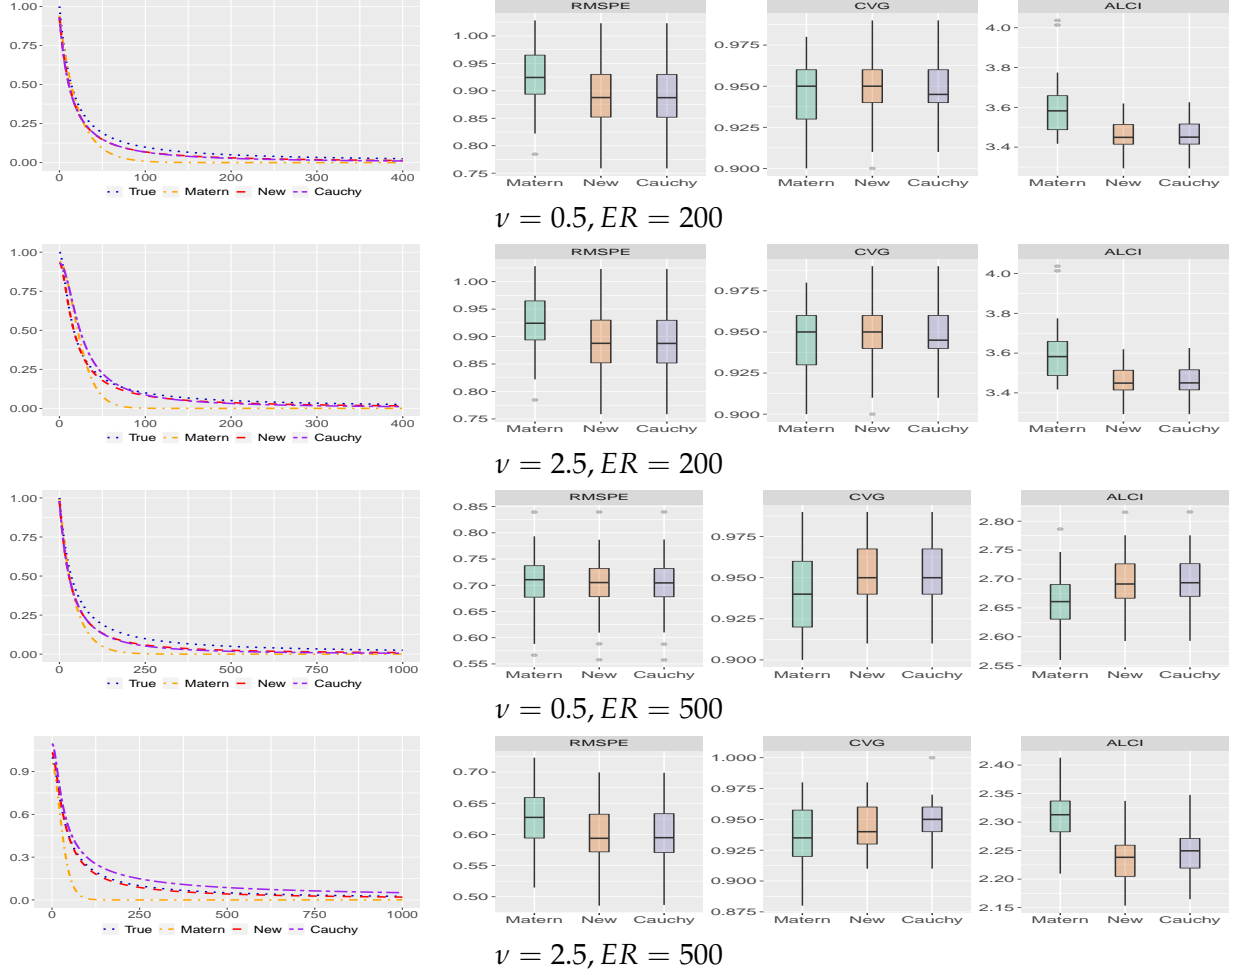 1.00
0.75
0.50
0.25
0.00
0 100 200 300 400
True Matern New Cauchy
RMSPE
1.00
0.95
0.90
0.85
0.80
0.75
Matern New Cauchy
CVG
0.975
0.950
0.925
0.900
Matern New Cauchy
ALCI
4.0
3.8
3.6
3.4
Matern New Cauchy
ν = 0.5, ER = 200
1.00
0.75
0.50
0.25
0.00
0 100 200 300 400
True Matern New Cauchy
RMSPE
1.00
0.95
0.90
0.85
0.80
0.75
Matern New Cauchy
CVG
0.975
0.950
0.925
0.900
Matern New Cauchy
ALCI
4.0
3.8
3.6
3.4
Matern New Cauchy
ν = 2.5, ER = 200
1.00
0.75
0.50
0.25
0.00
0 250 500 750 1000
True Matern New Cauchy
RMSPE
0.85
0.80
0.75
0.70
0.65
0.60
0.55
Matern New Cauchy
CVG
0.975
0.950
0.925
0.900
Matern New Cauchy
ALCI
2.80
2.75
2.70
2.65
2.60
2.55
Matern New Cauchy
ν = 0.5, ER = 500
0.9
0.6
0.3
0.0
0 250 500 750 1000
True Matern New Cauchy
RMSPE
0.70
0.65
0.60
0.55
0.50
Matern New Cauchy
CVG
1.000
0.975
0.950
0.925
0.900
0.875
Matern New Cauchy
ALCI
2.40
2.35
2.30
2.25
2.20
2.15
Matern New Cauchy
ν = 2.5, ER = 500